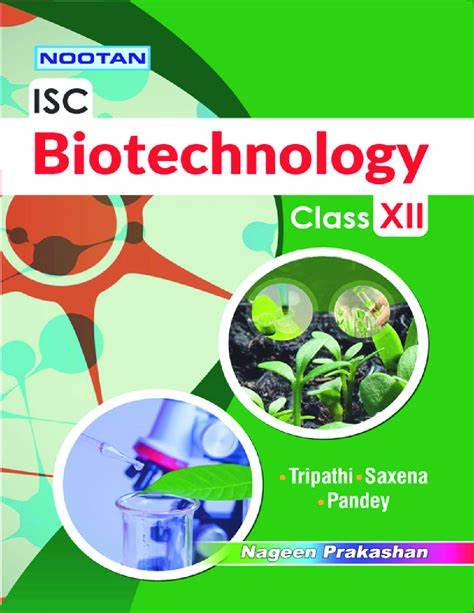 NOOTAN
ISC
Biotechnology
Class XII
• Tripathi • Saxena
• Pandey
Nageen Prakashan